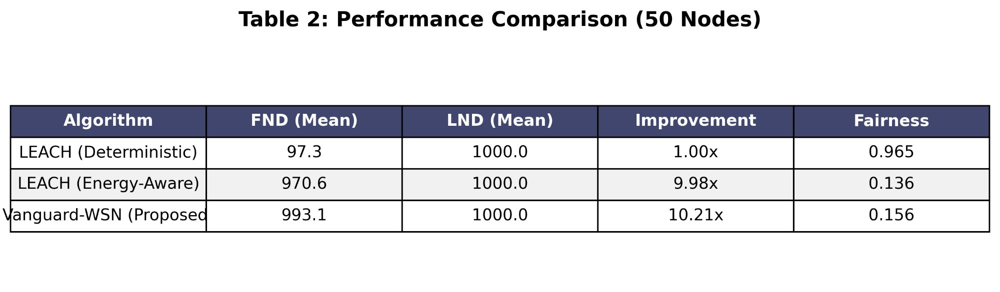 Table 2: Performance Comparison (50 Nodes)
Algorithm FND (Mean) LND (Mean) Improvement Fairness
LEACH (Deterministic) 97.3 1000.0 1.00x 0.965
LEACH (Energy-Aware) 970.6 1000.0 9.98x 0.136
Vanguard-WSN (Proposed 993.1 1000.0 10.21x 0.156